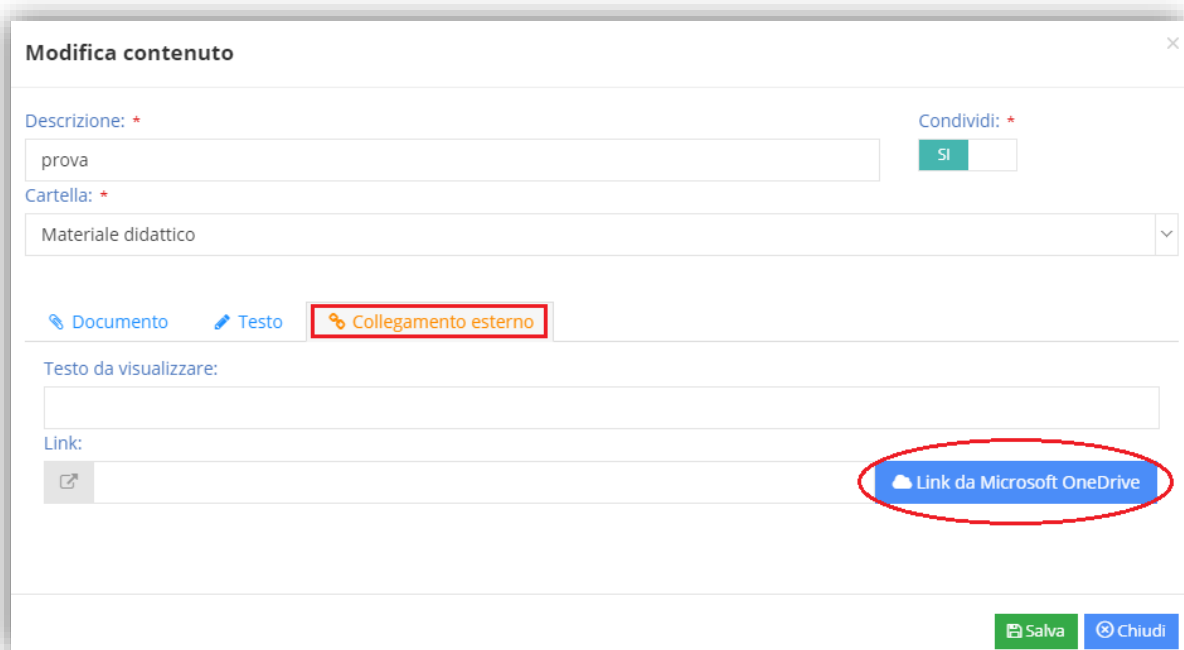 Modifica contenuto
Descrizione: *
Condividi: *
prova
SI
Cartella: *
Materiale didattico
Documento
Testo
Collegamento esterno
Testo da visualizzare:
Link:
Link da Microsoft OneDrive
Salva
Chiudi